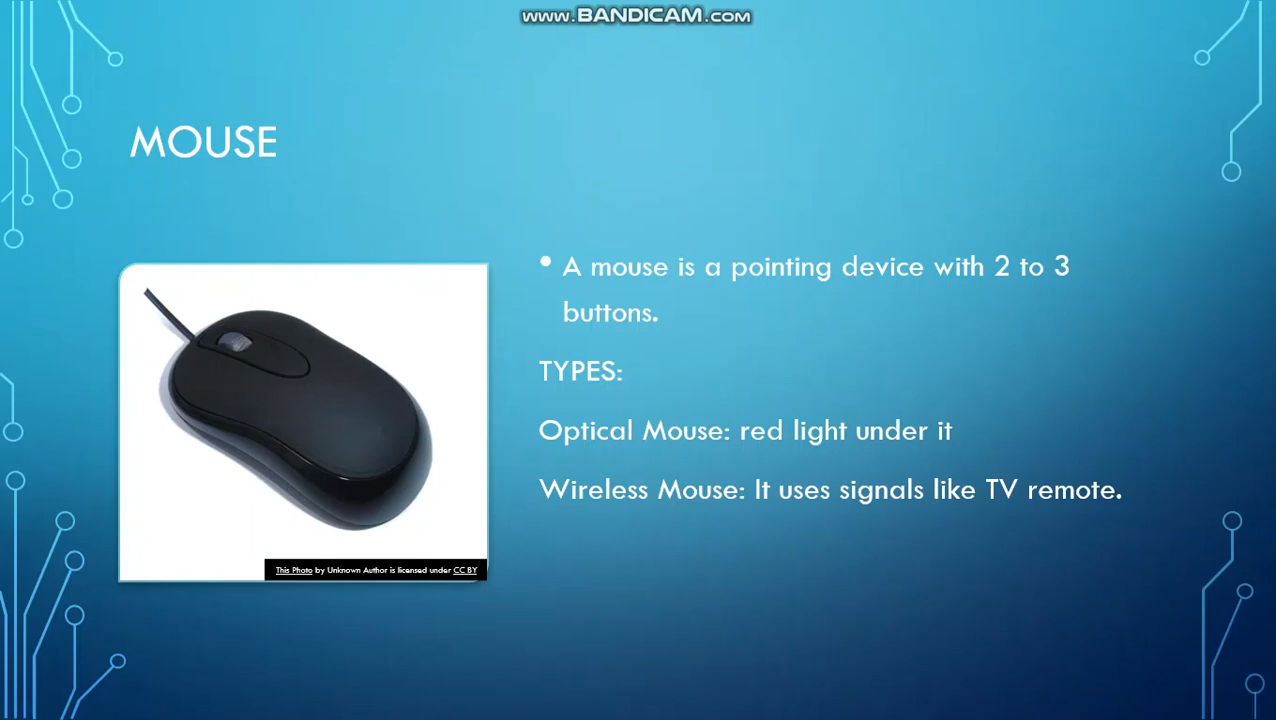 www.BANDICAM.com
MOUSE
• A mouse is a pointing device with 2 to 3
buttons.
TYPES:
Optical Mouse: red light under it
Wireless Mouse: It uses signals like TV remote.
This Photo by Unknown Author is licensed under CC BY